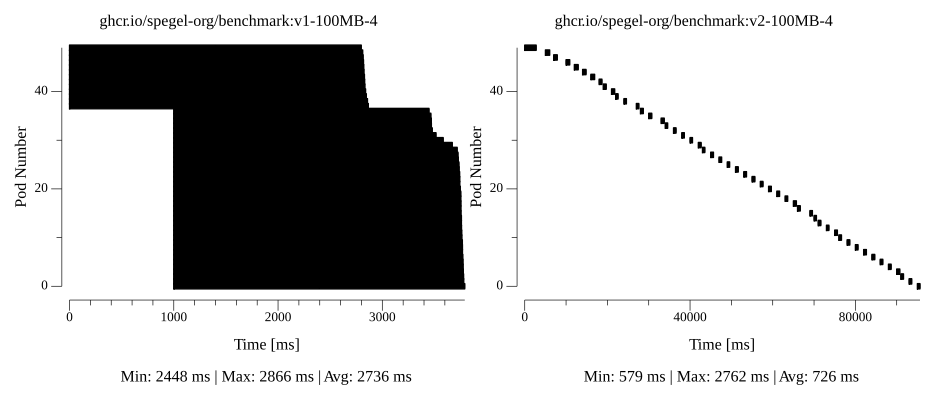 ghcr.io/spegel-org/benchmark:v1-100MB-4
40
20
0
Pod Number
0 1000 2000 3000
Time [ms]
Min: 2448 ms | Max: 2866 ms | Avg: 2736 ms
ghcr.io/spegel-org/benchmark:v2-100MB-4
40
20
0
Pod Number
0 40000 80000
Time [ms]
Min: 579 ms | Max: 2762 ms | Avg: 726 ms